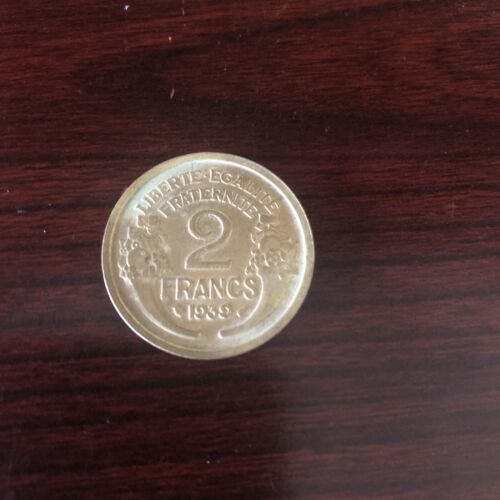 LIBERTE·EGALITE
FRATERNITE
2
FRANCS
1939